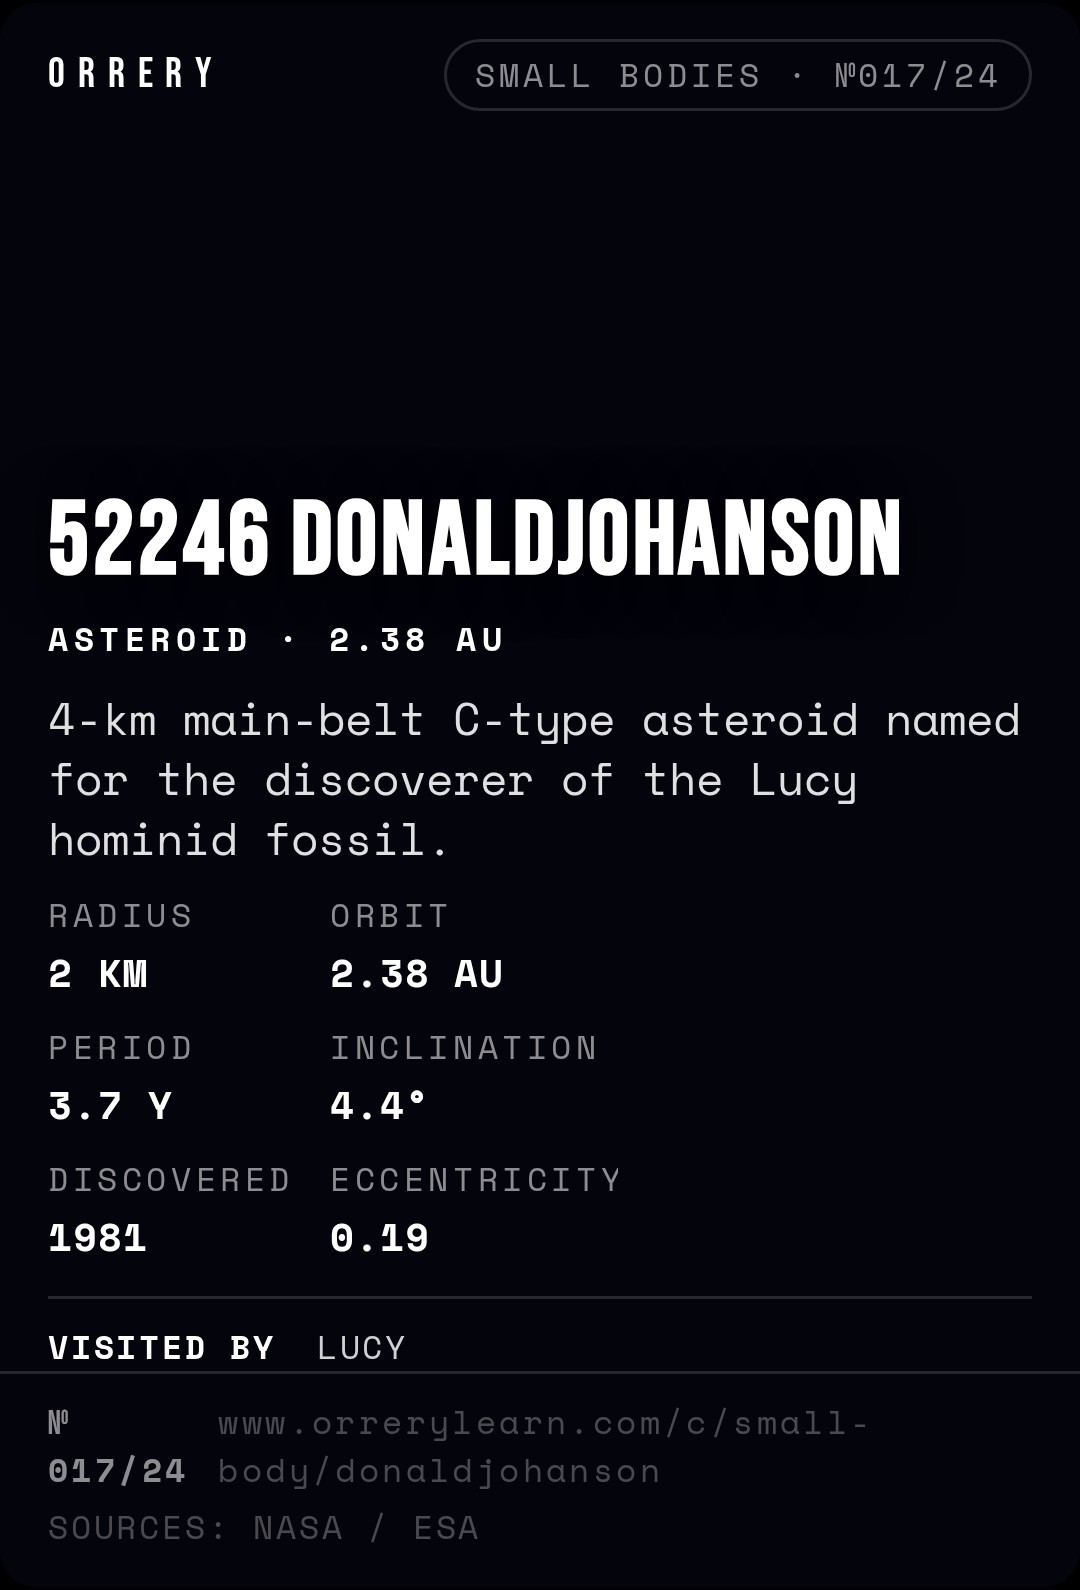 ORRERY
SMALL BODIES · №017/24
52246 DONALDJOHANSON
ASTEROID · 2.38 AU
4-km main-belt C-type asteroid named
for the discoverer of the Lucy
hominid fossil.
RADIUS ORBIT
2 KM 2.38 AU
PERIOD INCLINATION
3.7 Y 4.4°
DISCOVERED ECCENTRICITY
1981 0.19
VISITED BY LUCY
№ www.orrerylearn.com/c/small-
017/24 body/donaldjohanson
SOURCES: NASA / ESA